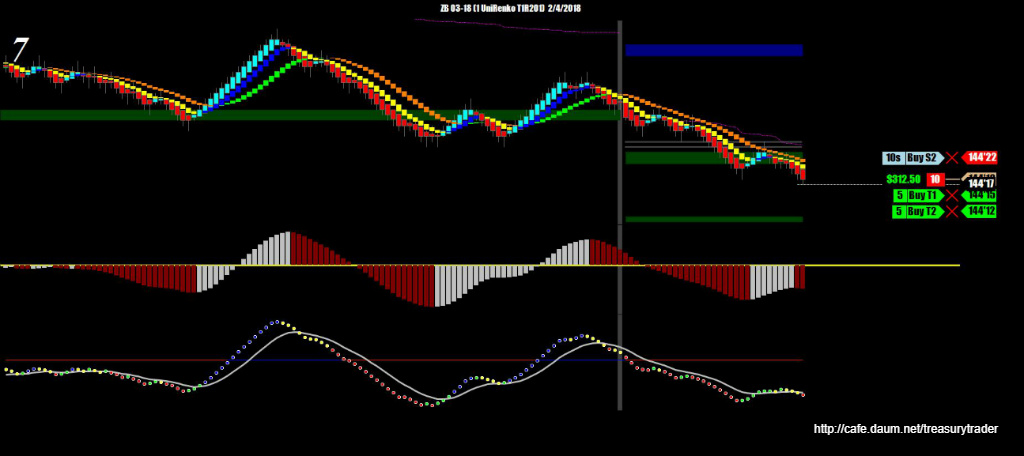 ZB 03-18 (1 UniRenko T1R201) 2/4/2018
7
10s Buy S2 144'22
$312.50 10
144'17
5 Buy T1 144'15
5 Buy T2 144'12
http://cafe.daum.net/treasurytrader